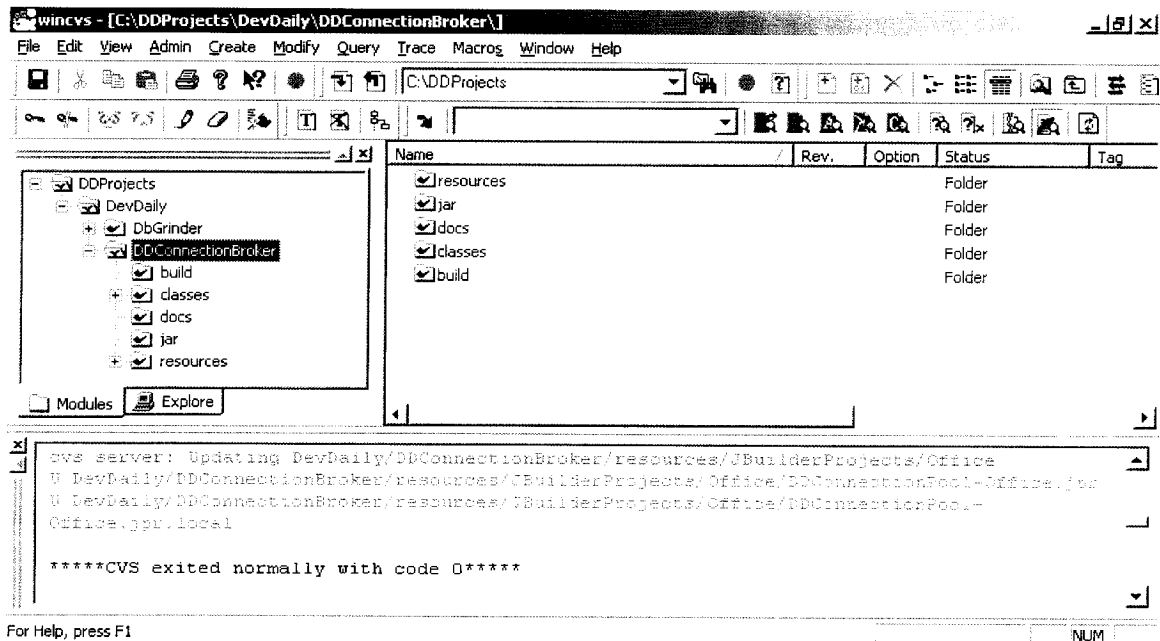 wincvs - [C:\DDProjects\DevDaily\DDConnectionBroker\]
File Edit View Admin Create Modify Query Trace Macros Window Help
C:\DDProjects
Name Rev. Option Status Tag
DDProjects
DevDaily
DbGrinder
DDConnectionBroker
build
classes
docs
jar
resources
Modules Explore
resources Folder
jar Folder
docs Folder
classes Folder
build Folder
cvs server: Updating DevDaily/DDConnectionBroker/resources/JBuilderProjects/Office
U DevDaily/DDConnectionBroker/resources/JBuilderProjects/Office/DDConnectionPool-Office.jpr
U DevDaily/DDConnectionBroker/resources/JBuilderProjects/Office/DDConnectionPool-
Office.jpr.local
*****CVS exited normally with code 0*****
For Help, press F1
NUM